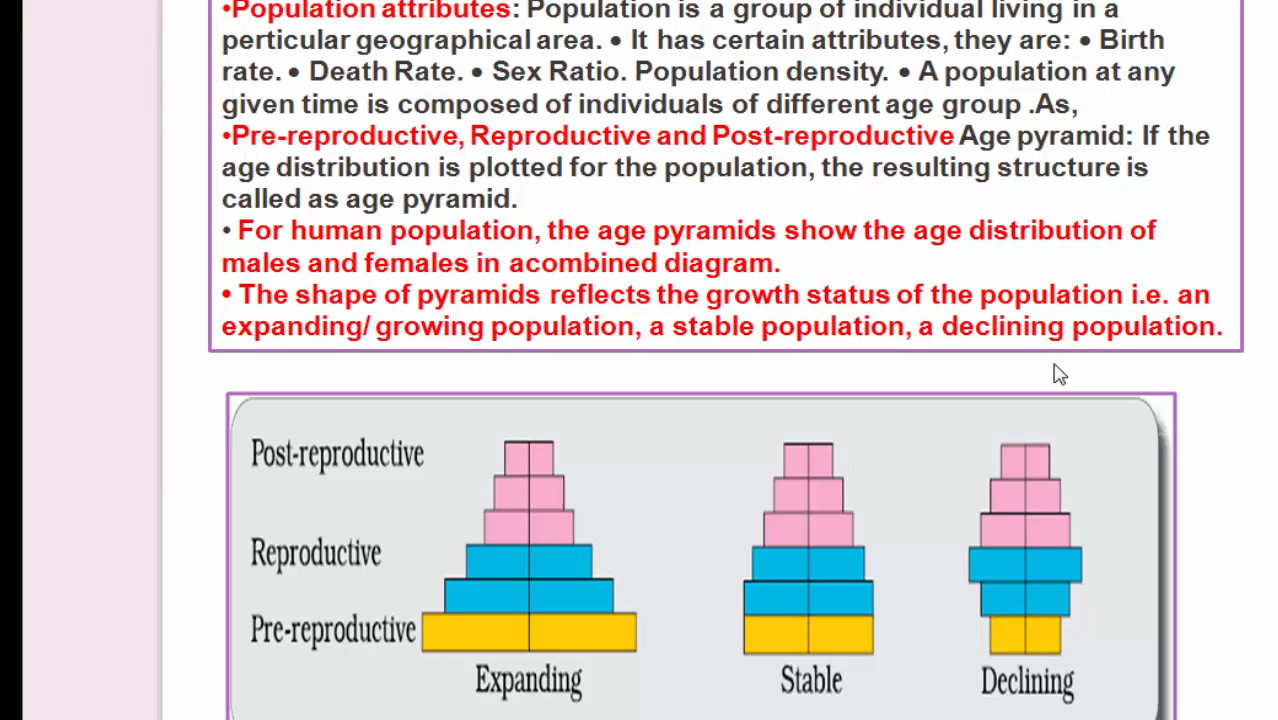 •Population attributes: Population is a group of individual living in a
perticular geographical area. • It has certain attributes, they are: • Birth
rate. • Death Rate. • Sex Ratio. Population density. • A population at any
given time is composed of individuals of different age group .As,
•Pre-reproductive, Reproductive and Post-reproductive Age pyramid: If the
age distribution is plotted for the population, the resulting structure is
called as age pyramid.
• For human population, the age pyramids show the age distribution of
males and females in acombined diagram.
• The shape of pyramids reflects the growth status of the population i.e. an
expanding/ growing population, a stable population, a declining population.
Post-reproductive
Reproductive
Pre-reproductive
Expanding
Stable
Declining